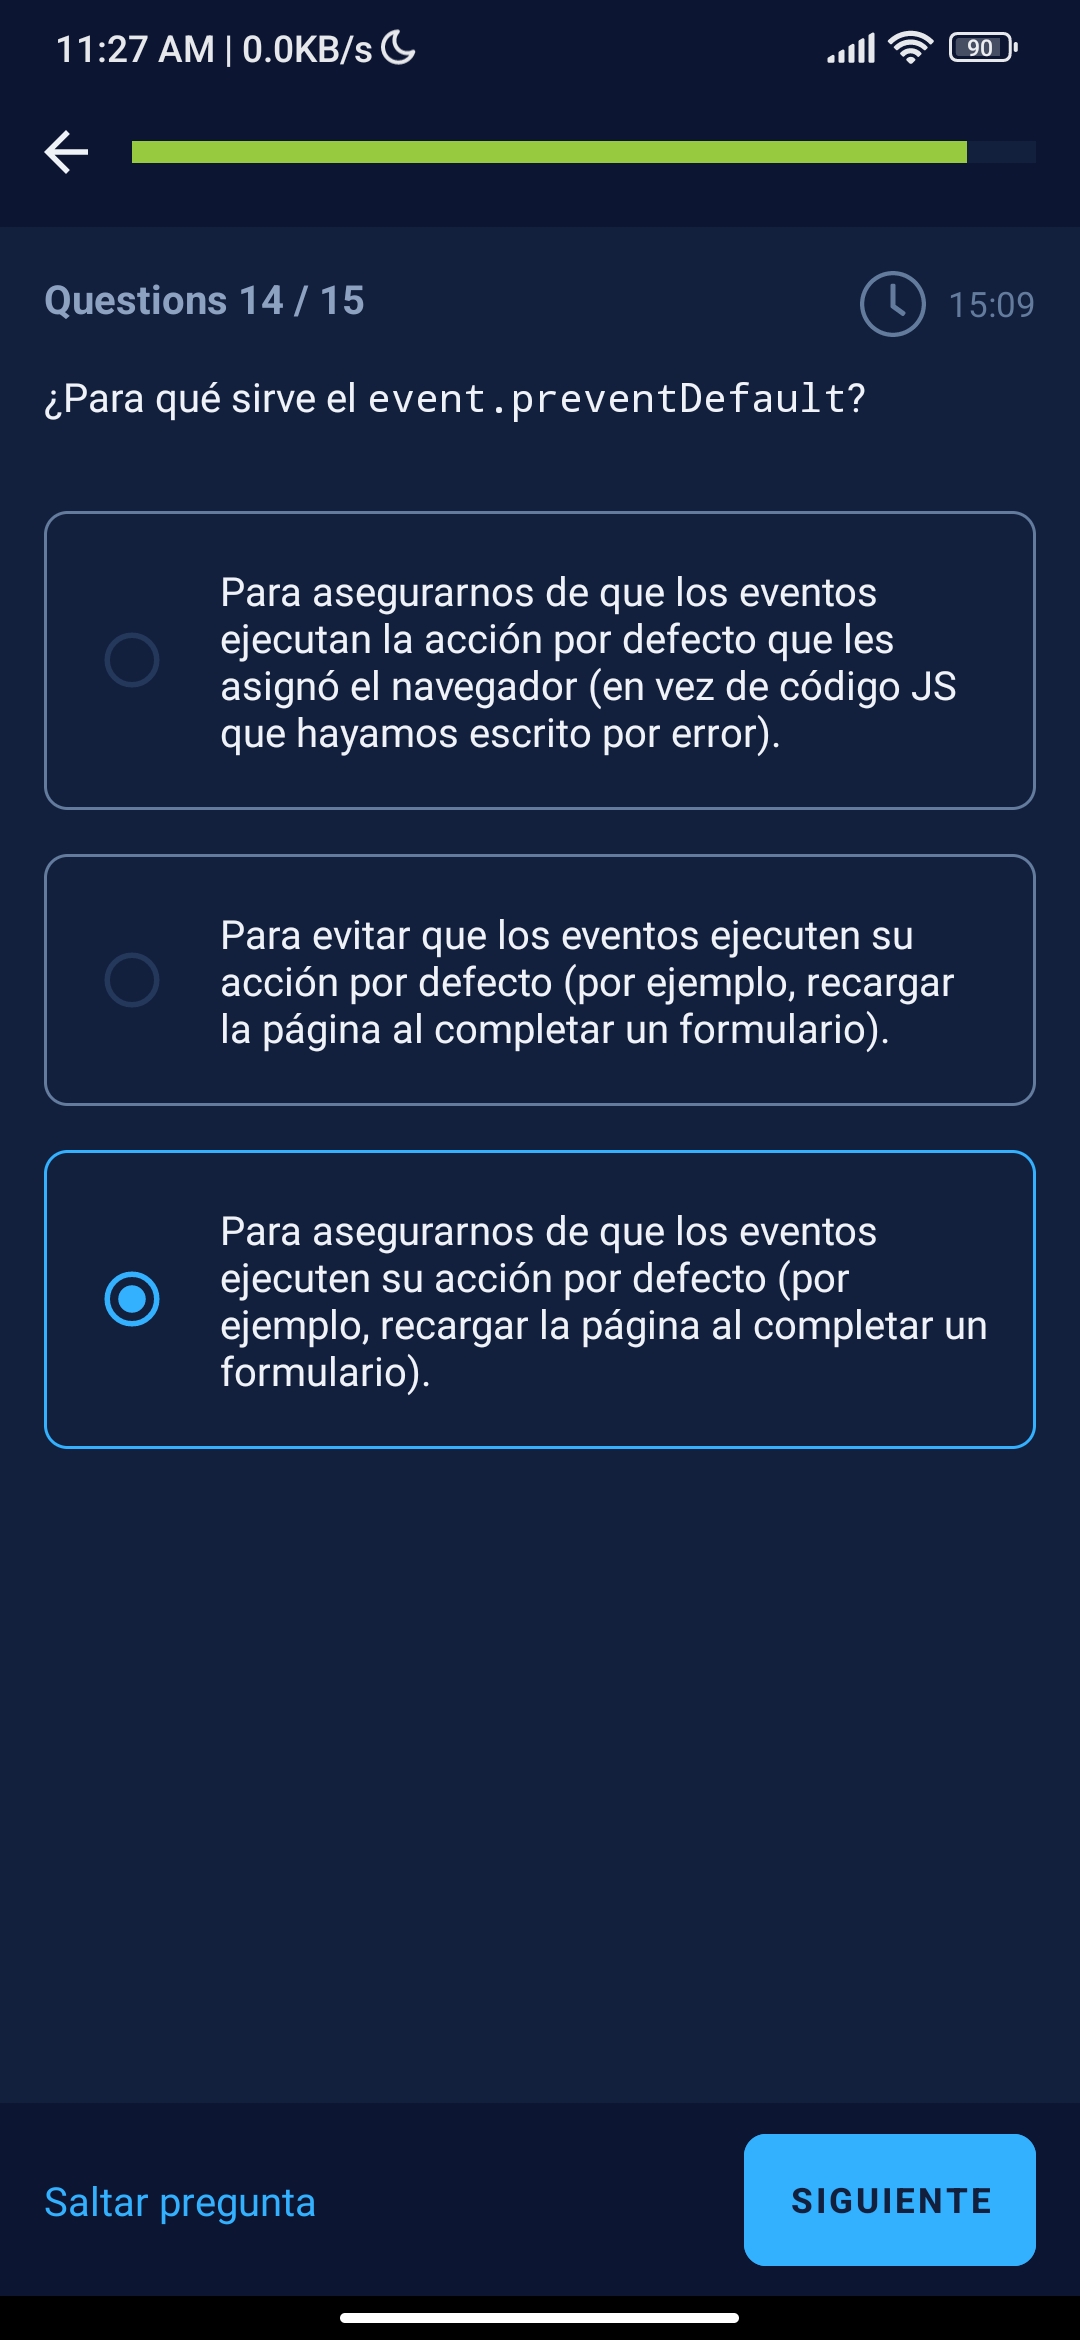 11:27 AM | 0.0KB/s
90
Questions 14 / 15
15:09
¿Para qué sirve el event.preventDefault?
Para asegurarnos de que los eventos
ejecutan la acción por defecto que les
asignó el navegador (en vez de código JS
que hayamos escrito por error).
Para evitar que los eventos ejecuten su
acción por defecto (por ejemplo, recargar
la página al completar un formulario).
Para asegurarnos de que los eventos
ejecuten su acción por defecto (por
ejemplo, recargar la página al completar un
formulario).
Saltar pregunta
SIGUIENTE